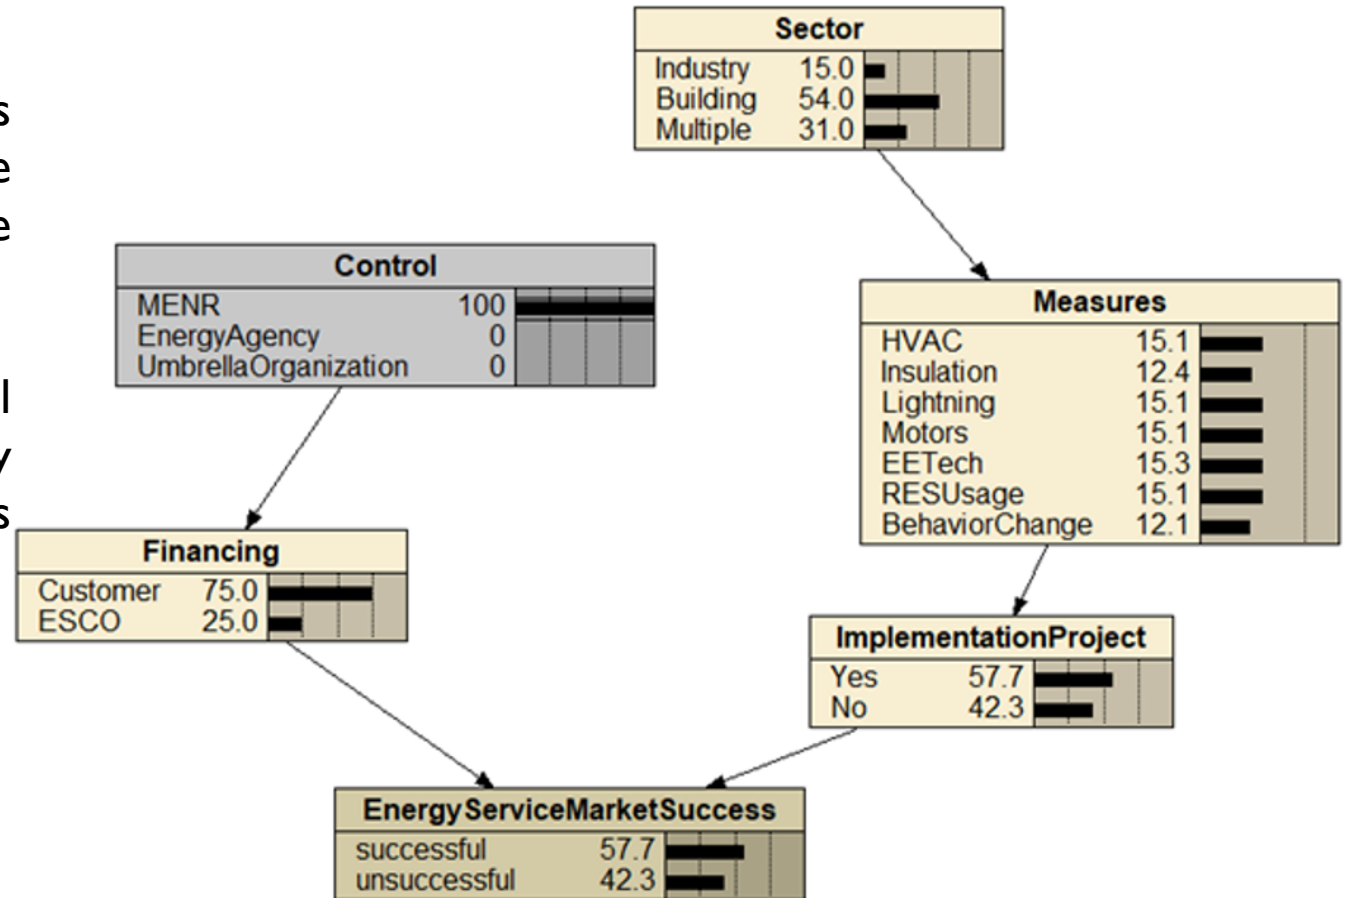 s
e
e
l
y
s
Sector
Industry 15.0
Building 54.0
Multiple 31.0
Control
MENR 100
EnergyAgency 0
UmbrellaOrganization 0
Measures
HVAC 15.1
Insulation 12.4
Lightning 15.1
Motors 15.1
EETech 15.3
RESUsage 15.1
BehaviorChange 12.1
Financing
Customer 75.0
ESCO 25.0
ImplementationProject
Yes 57.7
No 42.3
EnergyServiceMarketSuccess
successful 57.7
unsuccessful 42.3